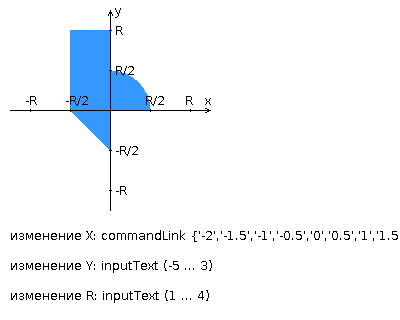 y
R
R/2
-R
-R/2
R/2
R
x
-R/2
-R
изменение X: commandLink {'-2','-1.5','-1','-0.5','0','0.5','1','1.5
изменение Y: inputText (-5 ... 3)
изменение R: inputText (1 ... 4)